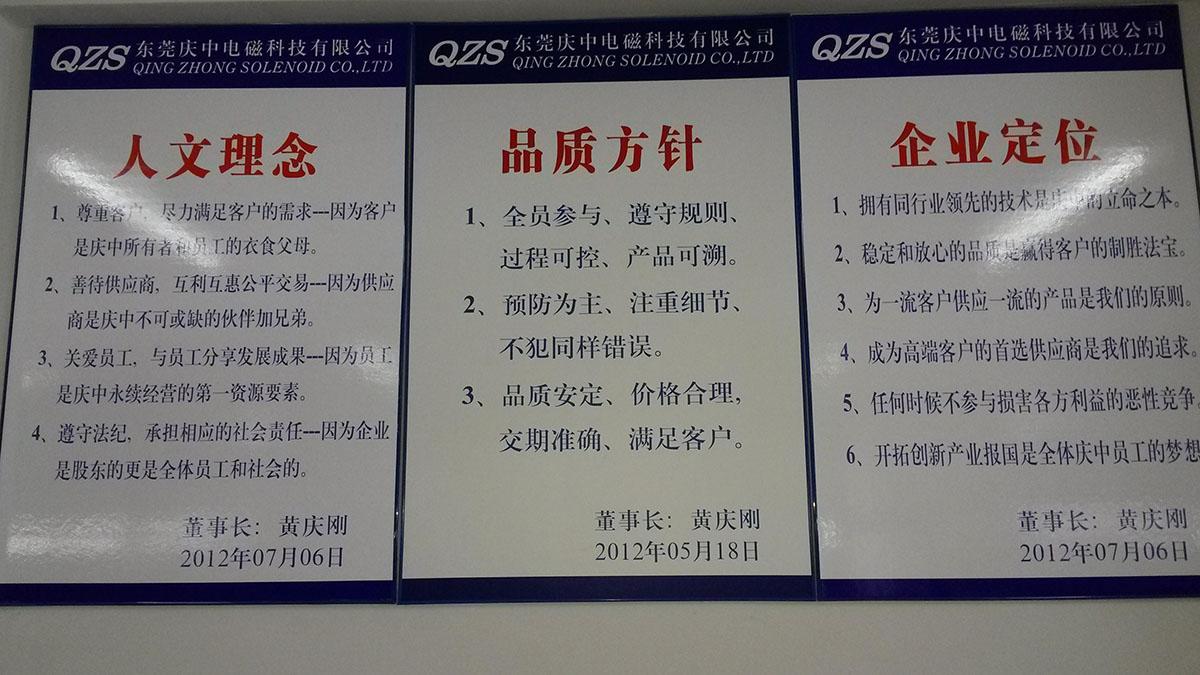 QZS 东莞庆中电磁科技有限公司
QING ZHONG SOLENOID CO.,LTD
人文理念
1、尊重客户，尽力满足客户的需求---因为客户
是庆中所有者和员工的衣食父母。
2、善待供应商，互利互惠公平交易---因为供应
商是庆中不可或缺的伙伴加兄弟。
3、关爱员工，与员工分享发展成果---因为员工
是庆中永续经营的第一资源要素。
4、遵守法纪，承担相应的社会责任---因为企业
是股东的更是全体员工和社会的。
董事长：黄庆刚
2012年07月06日
QZS 东莞庆中电磁科技有限公司
QING ZHONG SOLENOID CO.,LTD
品质方针
1、全员参与、遵守规则、
过程可控、产品可溯。
2、预防为主、注重细节、
不犯同样错误。
3、品质安定、价格合理，
交期准确、满足客户。
董事长：黄庆刚
2012年05月18日
QZS 东莞庆中电磁科技有限公司
QING ZHONG SOLENOID CO.,LTD
企业定位
1、拥有同行业领先的技术是庆中的立命之本。
2、稳定和放心的品质是赢得客户的制胜法宝。
3、为一流客户供应一流的产品是我们的原则。
4、成为高端客户的首选供应商是我们的追求。
5、任何时候不参与损害各方利益的恶性竞争。
6、开拓创新产业报国是全体庆中员工的梦想
董事长：黄庆刚
2012年07月06日